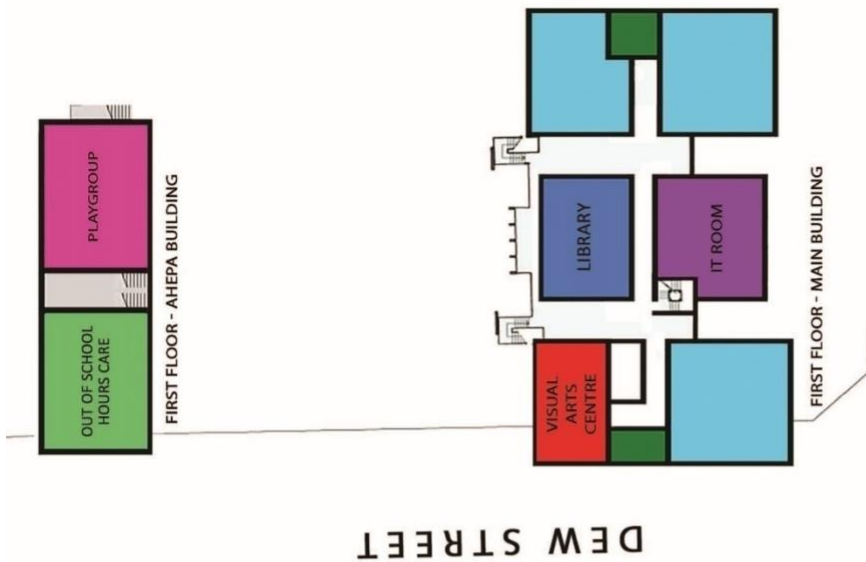 PLAYGROUP
OUT OF SCHOOL
HOURS CARE
FIRST FLOOR - AHEPA BUILDING
LIBRARY
IT ROOM
VISUAL
ARTS
CENTRE
FIRST FLOOR - MAIN BUILDING
DEW STREET